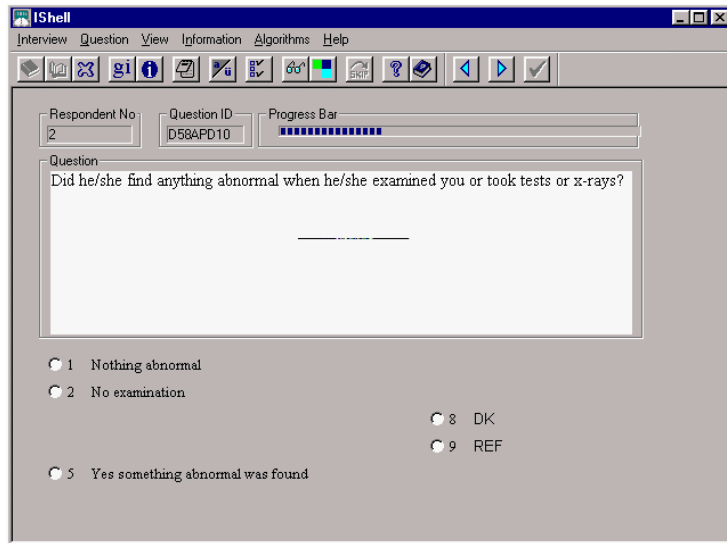 IShell
Interview Question View Information Algorithms Help
gi i a/ü SKIP ?
Respondent No Question ID Progress Bar
2 D58APD10
Question
Did he/she find anything abnormal when he/she examined you or took tests or x-rays?
1 Nothing abnormal
2 No examination
8 DK
9 REF
5 Yes something abnormal was found